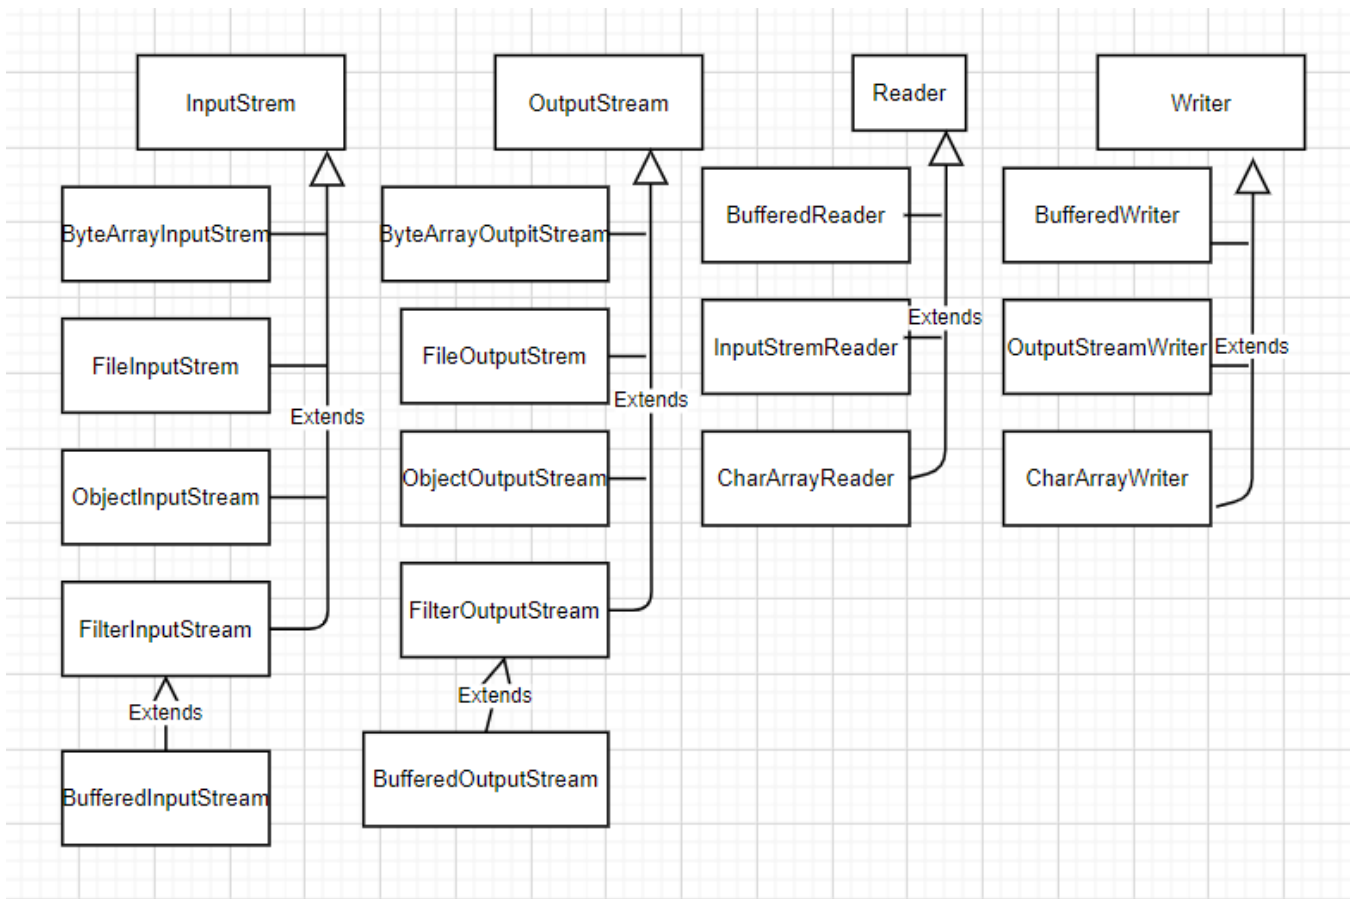 InputStrem
OutputStream
Reader
Writer
ByteArrayInputStrem
ByteArrayOutpitStream
BufferedReader
BufferedWriter
FileInputStrem
FileOutputStrem
InputStremReader
OutputStreamWriter
Extends
Extends
Extends
Extends
ObjectInputStream
ObjectOutputStream
CharArrayReader
CharArrayWriter
FilterInputStream
FilterOutputStream
Extends
Extends
BufferedInputStream
BufferedOutputStream